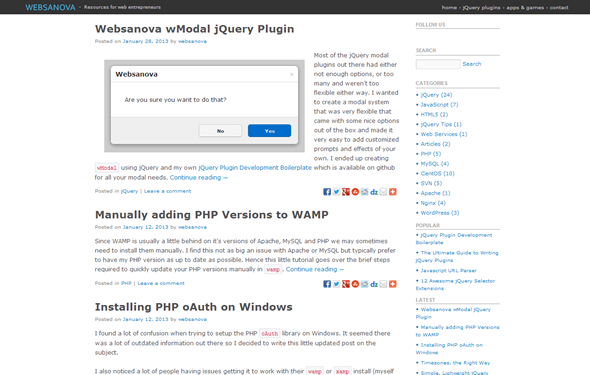 WEBSANOVA - Resources for web entrepreneurs
home - jQuery plugins - apps & games - contact
Websanova wModal jQuery Plugin
Posted on January 28, 2013 by websanova
Websanova
×
Are you sure you want to do that?
No
Yes
Most of the jQuery modal
plugins out there had either
not enough options, or too
many and weren't too
flexible either way. I wanted
to create a modal system
that was very flexible that
came with some nice options
out of the box and made it
very easy to add customized
prompts and effects of your
own. I ended up creating
wModal using jQuery and my own jQuery Plugin Development Boilerplate which is available on github
for all your modal needs. Continue reading →
Posted in jQuery | Leave a comment
Manually adding PHP Versions to WAMP
Posted on January 12, 2013 by websanova
Since WAMP is usually a little behind on it's versions of Apache, MySQL and PHP we may sometimes
need to install them manually. I find this not as big an issue with Apache or MySQL but typically prefer
to have my PHP version as up to date as possible. Hence this little tutorial goes over the brief steps
required to quickly update your PHP versions manually in wamp. Continue reading →
Posted in PHP | Leave a comment
Installing PHP oAuth on Windows
Posted on January 12, 2013 by websanova
I found a lot of confusion when trying to setup the PHP oAuth library on Windows. It seemed there
was a lot of outdated information out there so I decided to write this little updated post on the
subject.
I also noticed a lot of people having issues getting it to work with their wamp or xamp install (myself
FOLLOW US
SEARCH
Search
CATEGORIES
• jQuery (24)
• JavaScript (7)
• HTML5 (2)
• jQuery Tips (1)
• Web Services (1)
• Articles (2)
• PHP (5)
• MySQL (4)
• CentOS (10)
• SVN (5)
• Apache (1)
• Nginx (4)
• WordPress (3)
POPULAR
• jQuery Plugin Development
Boilerplate
• The Ultimate Guide to Writing
jQuery Plugins
• Javascript URL Parser
• 12 Awesome jQuery Selector
Extensions
LATEST
• Websanova wModal jQuery
Plugin
• Manually adding PHP Versions
to WAMP
• Installing PHP oAuth on
Windows
• Timezones, the Right Way
• Simple, Lightweight jQuery